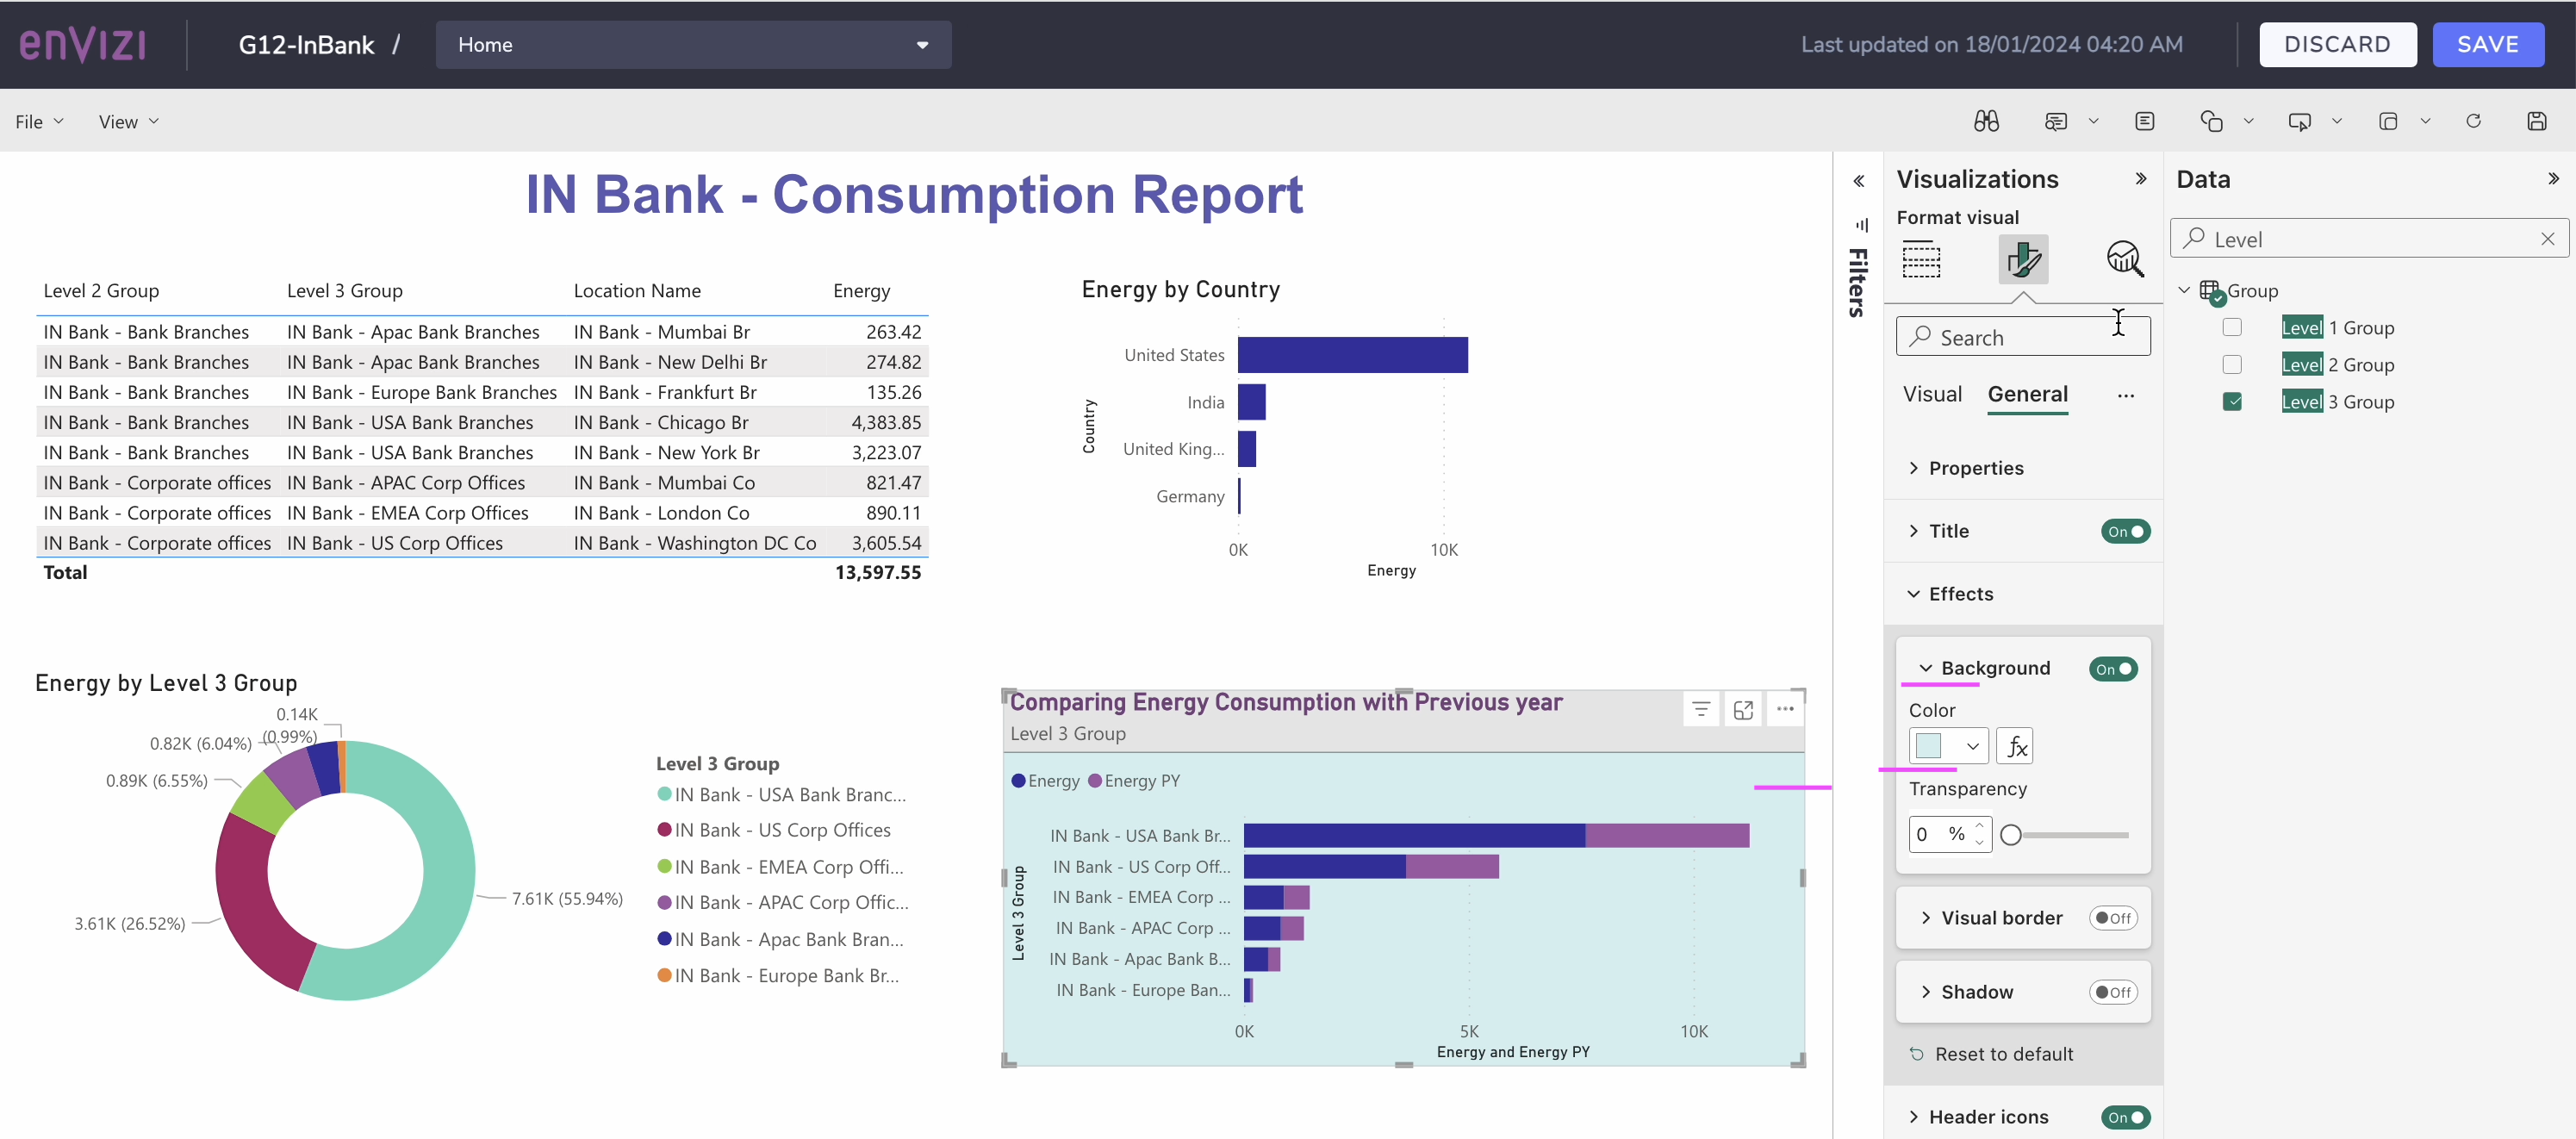 enVIZI
G12-InBank /
Home
Last updated on 18/01/2024 04:20 AM
DISCARD
SAVE
File
View
IN Bank - Consumption Report
Level 2 Group Level 3 Group Location Name Energy
IN Bank - Bank Branches IN Bank - Apac Bank Branches IN Bank - Mumbai Br 263.42
IN Bank - Bank Branches IN Bank - Apac Bank Branches IN Bank - New Delhi Br 274.82
IN Bank - Bank Branches IN Bank - Europe Bank Branches IN Bank - Frankfurt Br 135.26
IN Bank - Bank Branches IN Bank - USA Bank Branches IN Bank - Chicago Br 4,383.85
IN Bank - Bank Branches IN Bank - USA Bank Branches IN Bank - New York Br 3,223.07
IN Bank - Corporate offices IN Bank - APAC Corp Offices IN Bank - Mumbai Co 821.47
IN Bank - Corporate offices IN Bank - EMEA Corp Offices IN Bank - London Co 890.11
IN Bank - Corporate offices IN Bank - US Corp Offices IN Bank - Washington DC Co 3,605.54
Total 13,597.55
Energy by Country
Country
United States
India
United King...
Germany
0K 10K
Energy
Energy by Level 3 Group
0.14K
(0.99%)
0.82K (6.04%)
0.89K (6.55%)
3.61K (26.52%)
7.61K (55.94%)
Level 3 Group
IN Bank - USA Bank Branc...
IN Bank - US Corp Offices
IN Bank - EMEA Corp Offi...
IN Bank - APAC Corp Offic...
IN Bank - Apac Bank Bran...
IN Bank - Europe Bank Br...
Comparing Energy Consumption with Previous year
Level 3 Group
Energy Energy PY
Level 3 Group
IN Bank - USA Bank Br...
IN Bank - US Corp Off...
IN Bank - EMEA Corp ...
IN Bank - APAC Corp ...
IN Bank - Apac Bank B...
IN Bank - Europe Ban...
0K 5K 10K
Energy and Energy PY
Filters
Visualizations
Format visual
Search
Visual General ...
Properties
Title On
Effects
Background On
Color
fx
Transparency
0 %
Visual border Off
Shadow Off
Reset to default
Header icons On
Data
Level
Group
Level 1 Group
Level 2 Group
Level 3 Group